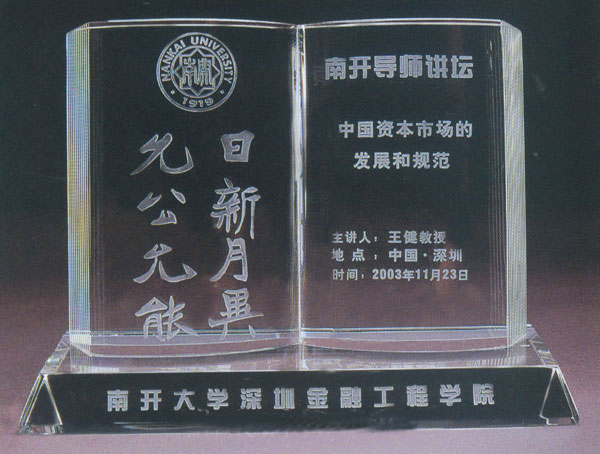 NANKAI UNIVERSITY
南開
1919
允公允能
日新月異
南开导师讲坛
中国资本市场的
发展和规范
主讲人：王健教授
地 点：中国·深圳
时间：2003年11月23日
南开大学深圳金融工程学院